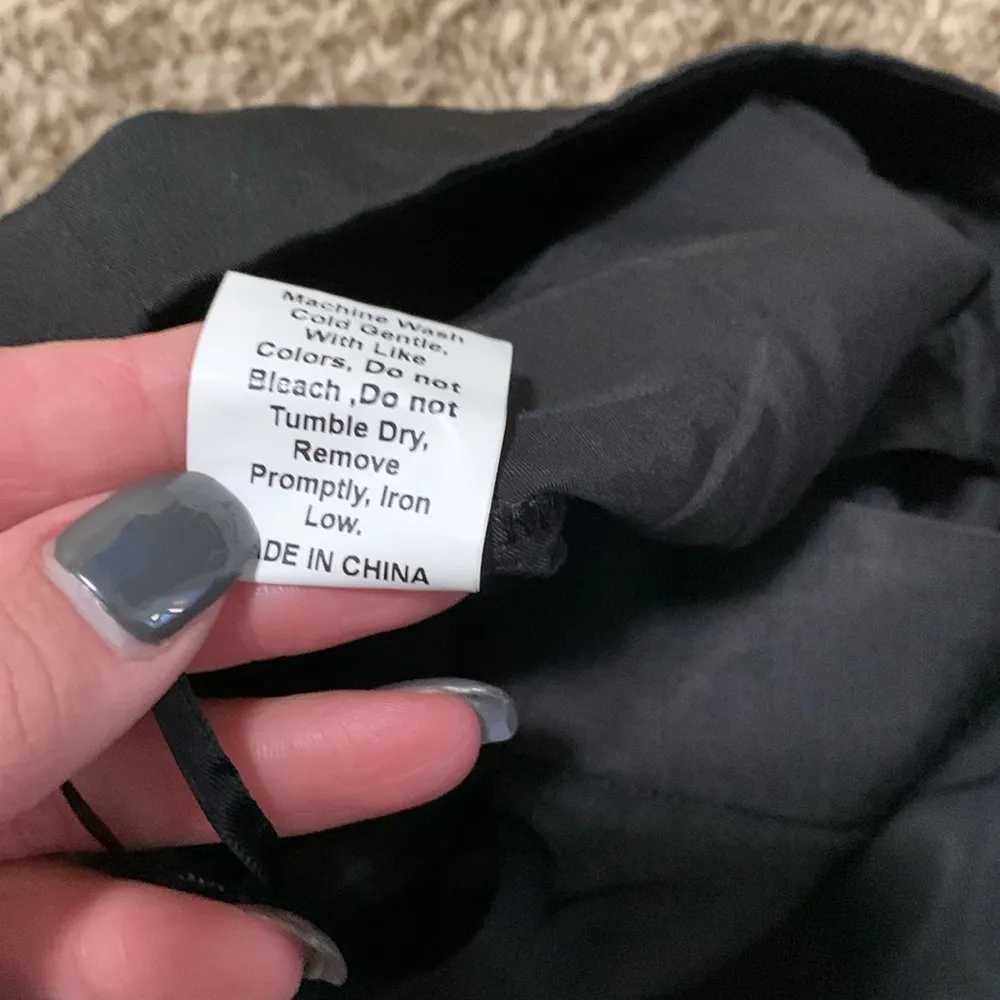 Machine Wash
Cold Gentle,
With Like
Colors, Do not
Bleach ,Do not
Tumble Dry,
Remove
Promptly, Iron
Low.
ADE IN CHINA